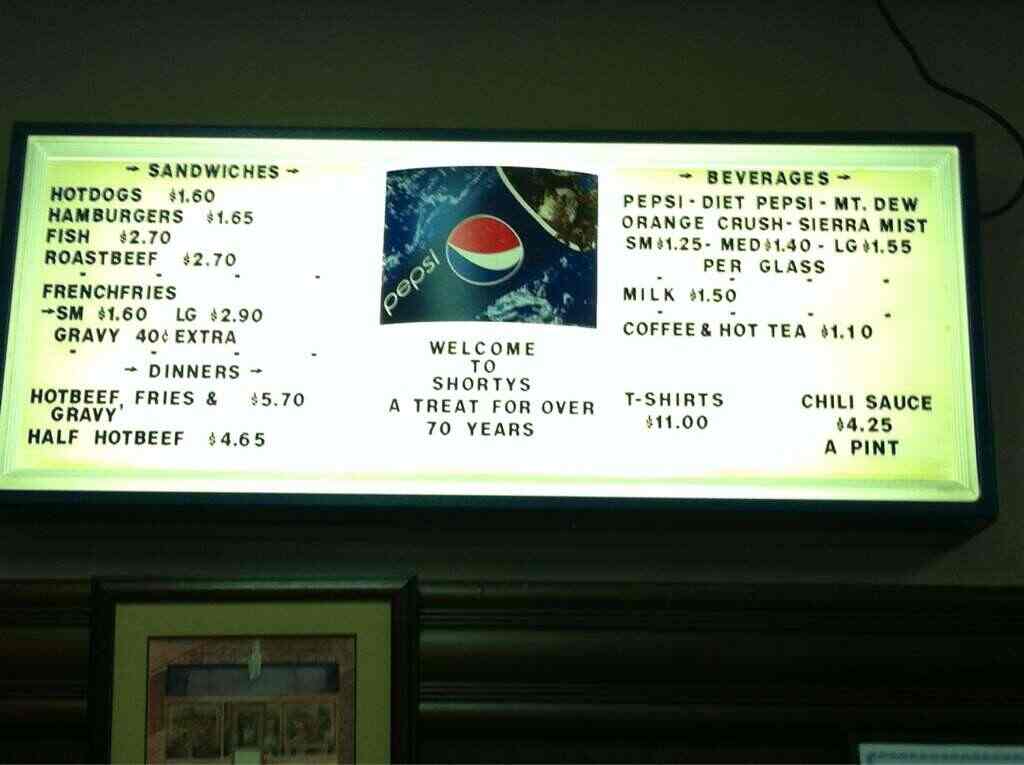 → SANDWICHES →
HOTDOGS $1.60
HAMBURGERS $1.65
FISH $2.70
ROASTBEEF $2.70
- - - -
FRENCHFRIES
→SM $1.60 LG $2.90
GRAVY 40¢ EXTRA
- - - -
→ DINNERS →
HOTBEEF, FRIES & $5.70
GRAVY
HALF HOTBEEF $4.65
pepsi
WELCOME
TO
SHORTYS
A TREAT FOR OVER
70 YEARS
→ BEVERAGES →
PEPSI - DIET PEPSI - MT. DEW
ORANGE CRUSH - SIERRA MIST
SM $1.25 - MED $1.40 - LG $1.55
PER GLASS
- - - -
MILK $1.50
- - - -
COFFEE & HOT TEA $1.10
T-SHIRTS
$11.00
CHILI SAUCE
$4.25
A PINT